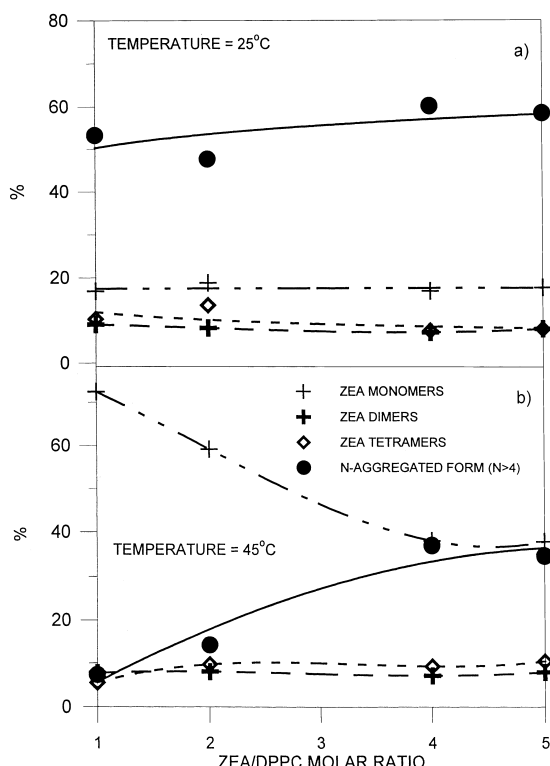 80
TEMPERATURE = 25°C
a)
60
%
40
20
0
b)
ZEA MONOMERS
ZEA DIMERS
60
ZEA TETRAMERS
N-AGGREGATED FORM (N>4)
%
40
TEMPERATURE = 45°C
20
0
1 2 3 4 5
ZEA/DPPC MOLAR RATIO